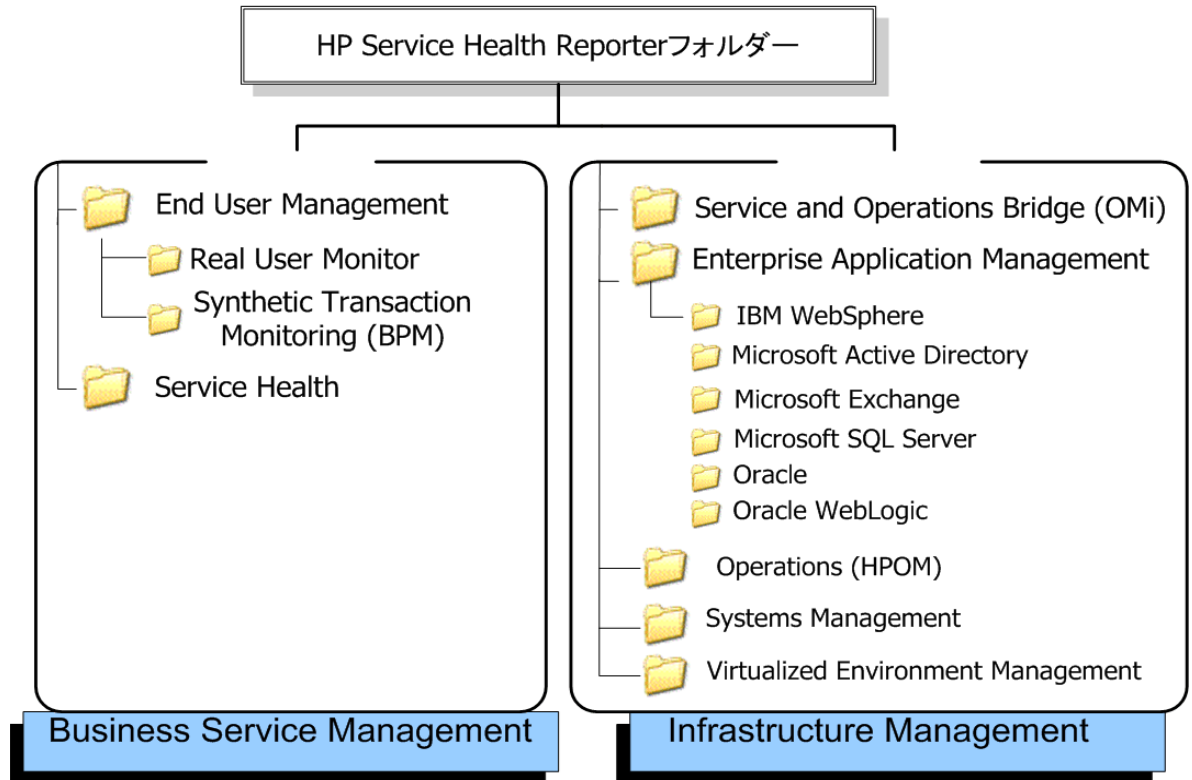 HP Service Health Reporterフォルダー
End User Management
Real User Monitor
Synthetic Transaction
Monitoring (BPM)
Service Health
Business Service Management
Service and Operations Bridge (OMi)
Enterprise Application Management
IBM WebSphere
Microsoft Active Directory
Microsoft Exchange
Microsoft SQL Server
Oracle
Oracle WebLogic
Operations (HPOM)
Systems Management
Virtualized Environment Management
Infrastructure Management